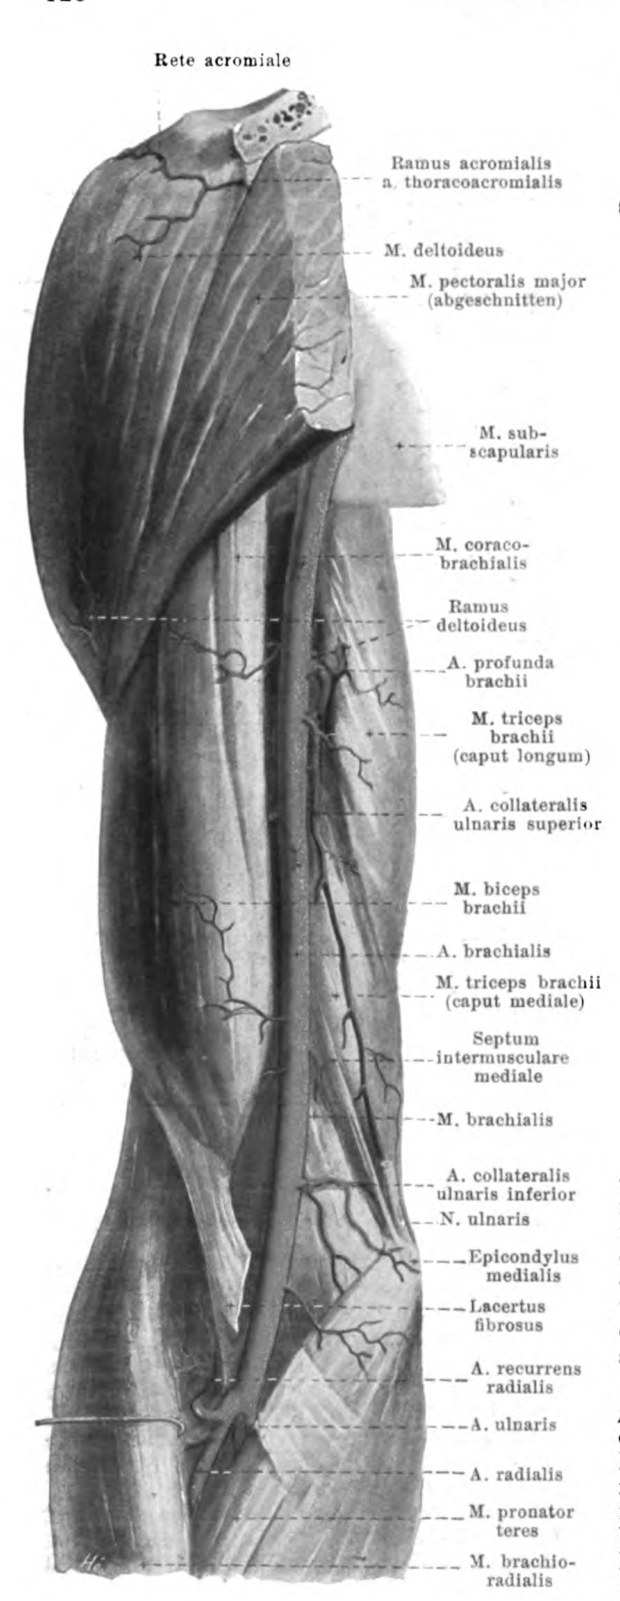 Rete acromiale
Ramus acromialis
a. thoracoacromialis
M. deltoideus
M. pectoralis major
(abgeschnitten)
M. sub-
scapularis
M. coraco-
brachialis
Ramus
deltoideus
A. profunda
brachii
M. triceps
brachii
(caput longum)
A. collateralis
ulnaris superior
M. biceps
brachii
A. brachialis
M. triceps brachii
(caput mediale)
Septum
intermusculare
mediale
M. brachialis
A. collateralis
ulnaris inferior
N. ulnaris
Epicondylus
medialis
Lacertus
fibrosus
A. recurrens
radialis
A. ulnaris
A. radialis
M. pronator
teres
M. brachio-
radialis